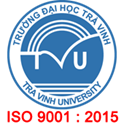 TRƯỜNG ĐẠI HỌC TRÀ VINH
TVU
TRA VINH UNIVERSITY
ISO 9001 : 2015